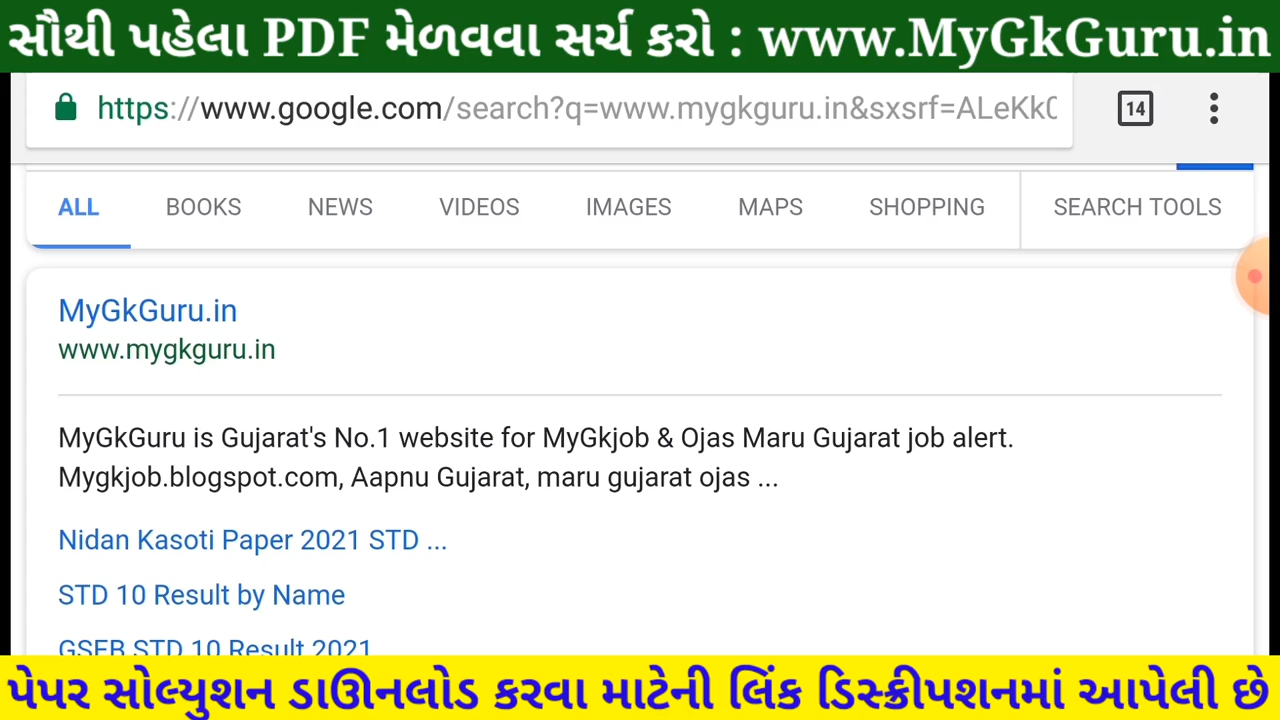 સૌથી પહેલા PDF મેળવવા સર્ચ કરો : www.MyGkGuru.in
https://www.google.com/search?q=www.mygkguru.in&sxsrf=ALeKk0
14
ALL BOOKS NEWS VIDEOS IMAGES MAPS SHOPPING SEARCH TOOLS
MyGkGuru.in
www.mygkguru.in
MyGkGuru is Gujarat's No.1 website for MyGkjob & Ojas Maru Gujarat job alert.
Mygkjob.blogspot.com, Aapnu Gujarat, maru gujarat ojas ...
Nidan Kasoti Paper 2021 STD ...
STD 10 Result by Name
GSEB STD 10 Result 2021
પેપર સોલ્યુશન ડાઊનલોડ કરવા માટેની લિંક ડિસ્ક્રીપશનમાં આપેલી છે